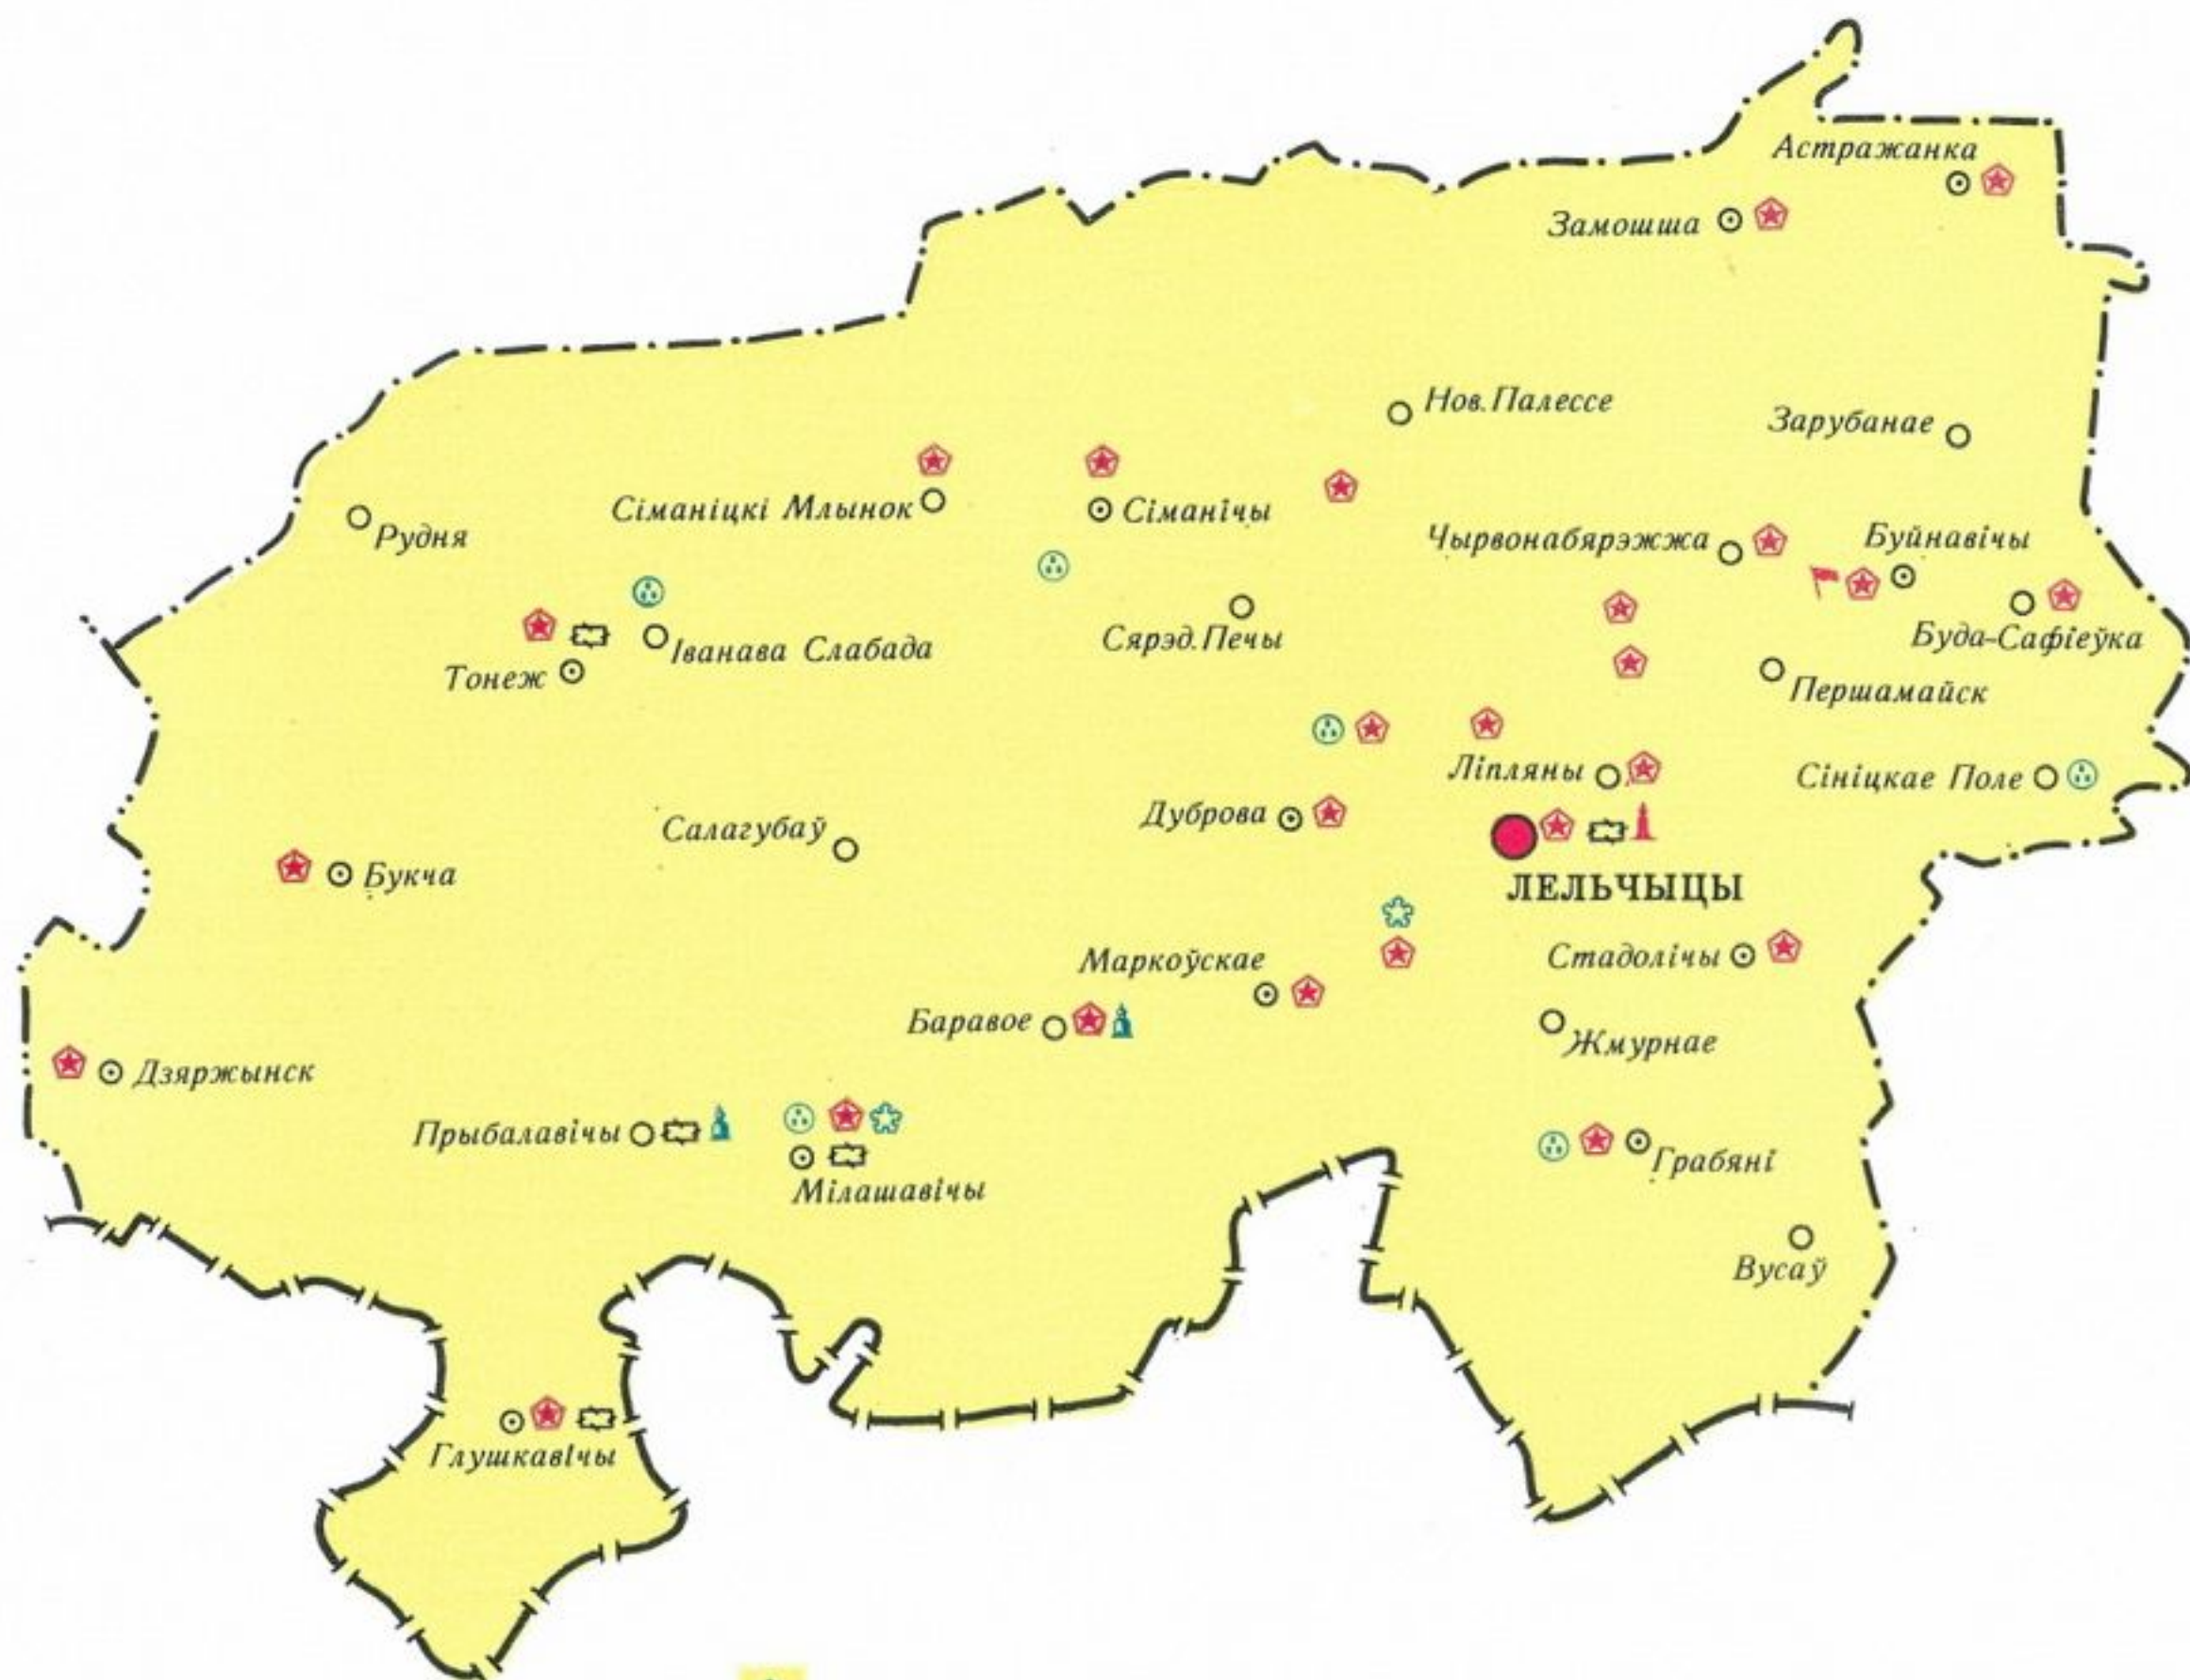 Астражанка
Замошша
Нов.Палессе
Зарубанае
Сіманіцкі Млынок
Сіманічы
Рудня
Чырвонабярэжжа
Буйнавічы
Іванава Слабада
Сярэд.Печы
Буда-Сафіеўка
Тонеж
Першамайск
Ліпляны
Сініцкае Поле
Дуброва
Салагубаў
Букча
ЛЕЛЬЧЫЦЫ
Маркоўскае
Стадолічы
Баравое
Жмурнае
Дзяржынск
Прыбалавічы
Мілашавічы
Грабяні
Вусаў
Глушкавічы